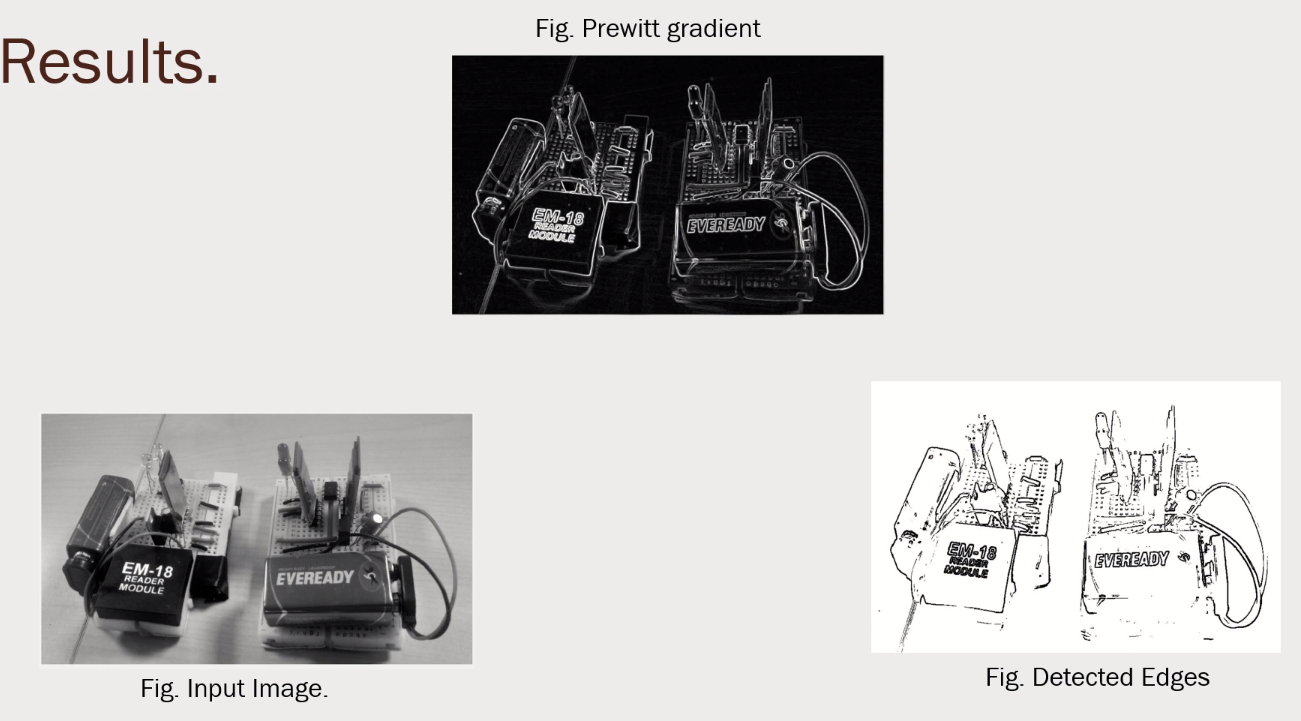 Results.
Fig. Prewitt gradient
EM-18
READER
MODULE
EVEREADY
EM-18
READER
MODULE
EVEREADY
Fig. Input Image.
EM-18
READER
MODULE
EVEREADY
Fig. Detected Edges